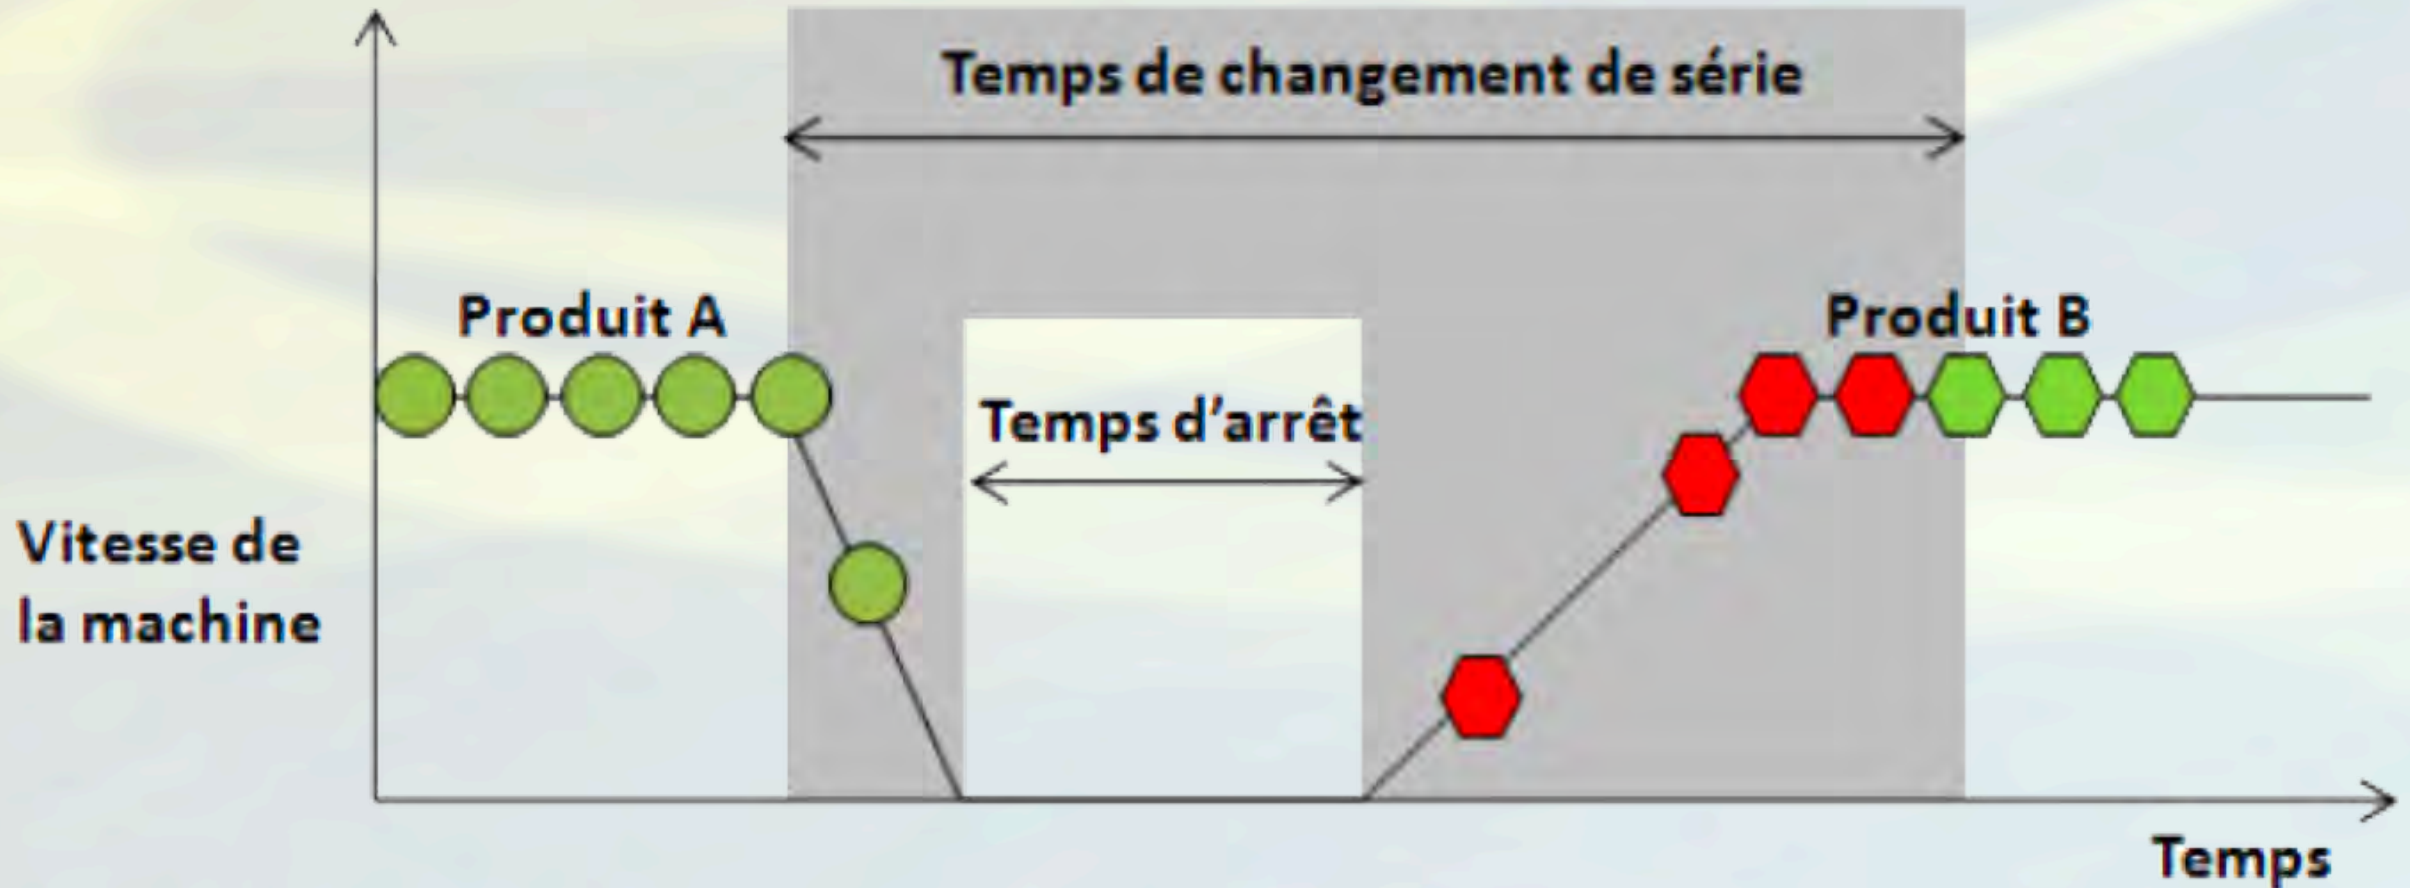 Temps de changement de série
Produit A
Produit B
Temps d’arrêt
Vitesse de
la machine
Temps